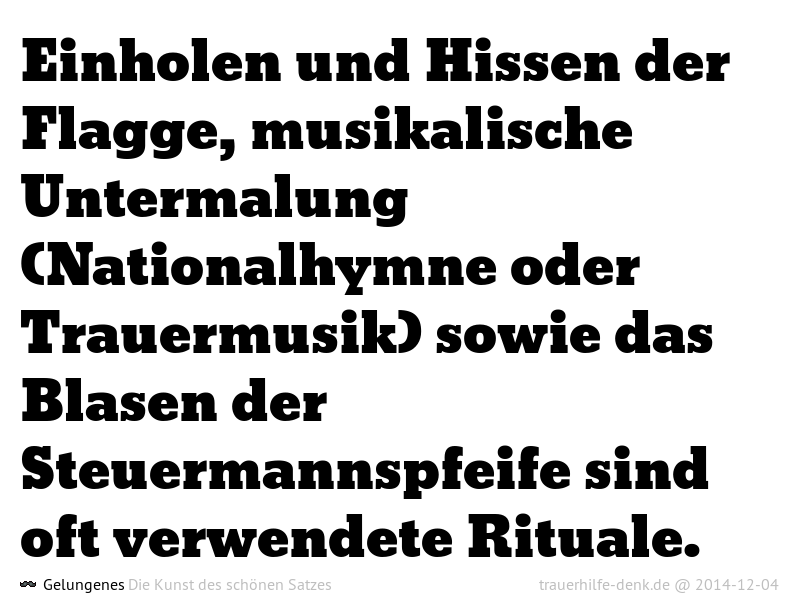 Einholen und Hissen der
Flagge, musikalische
Untermalung
(Nationalhymne oder
Trauermusik) sowie das
Blasen der
Steuermannspfeife sind
oft verwendete Rituale.
Gelungenes Die Kunst des schönen Satzes trauerhilfe-denk.de @ 2014-12-04